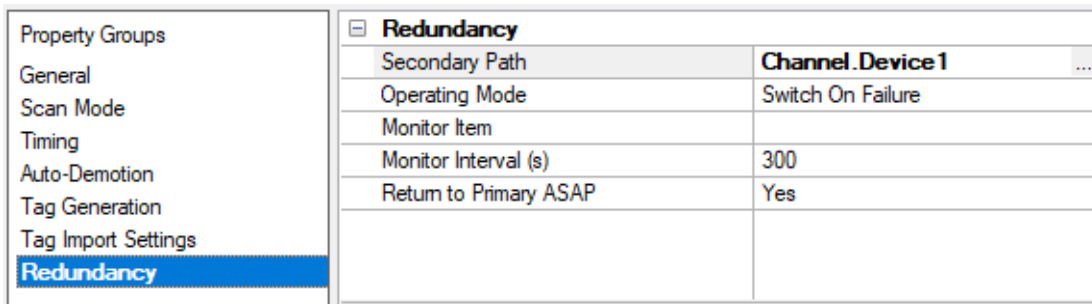 Property Groups
General
Scan Mode
Timing
Auto-Demotion
Tag Generation
Tag Import Settings
Redundancy
Redundancy
Secondary Path Channel.Device1 ...
Operating Mode Switch On Failure
Monitor Item
Monitor Interval (s) 300
Return to Primary ASAP Yes